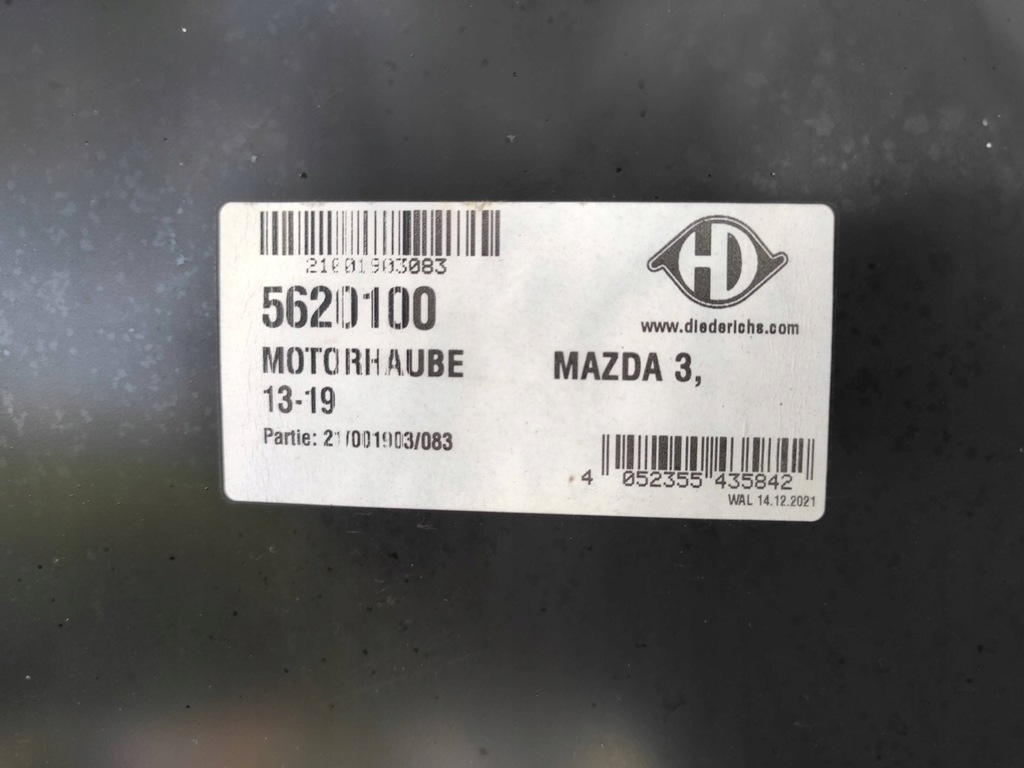 21001903083
HD
www.diederichs.com
5620100
MOTORHAUBE MAZDA 3,
13-19
Partie: 21/001903/083
4 052355 435842
WAL 14.12.2021